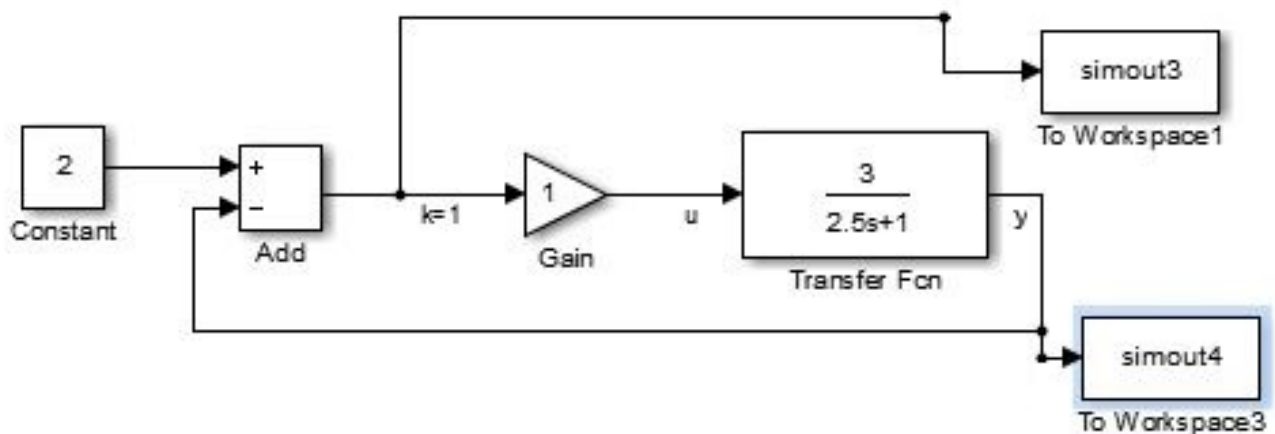 simout3
To Workspace1
2
Constant
+
−
Add
k=1
1
Gain
u
3
2.5s+1
Transfer Fcn
y
simout4
To Workspace3